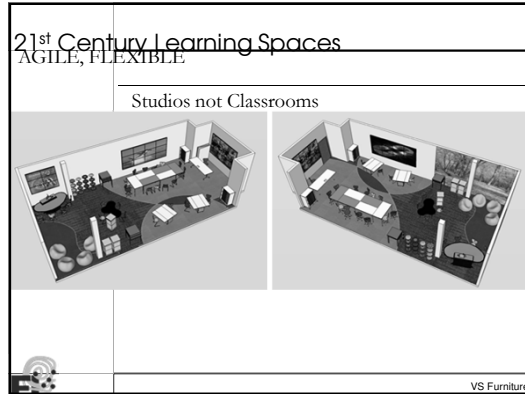 21st Century Learning Spaces
AGILE, FLEXIBLE
Studios not Classrooms
VS Furniture